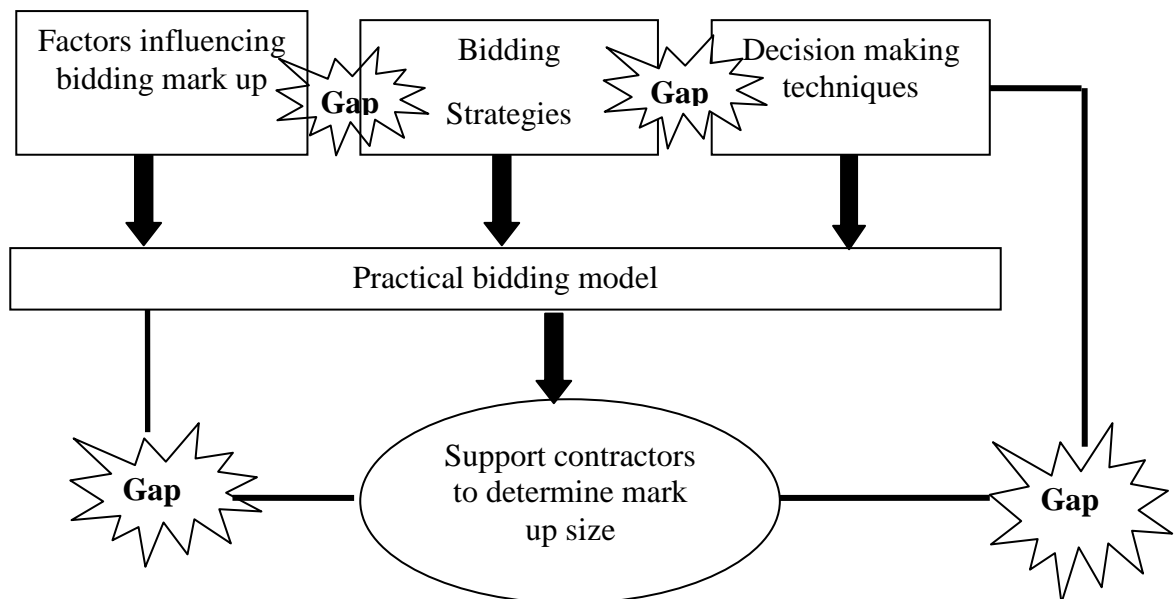 Factors influencing
bidding mark up
Gap
Bidding
Strategies
Gap
Decision making
techniques
Practical bidding model
Gap
Support contractors
to determine mark
up size
Gap